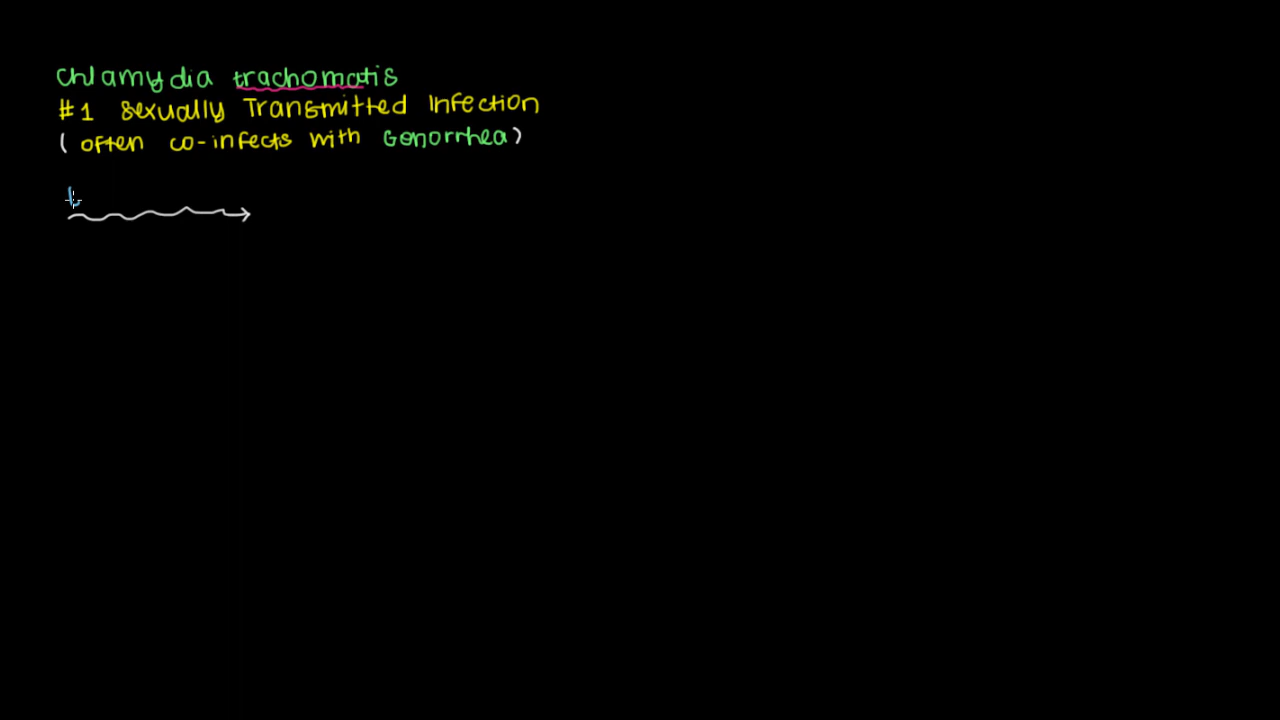 Chlamydia trachomatis
#1 Sexually Transmitted Infection
(often co-infects with Gonorrhea)